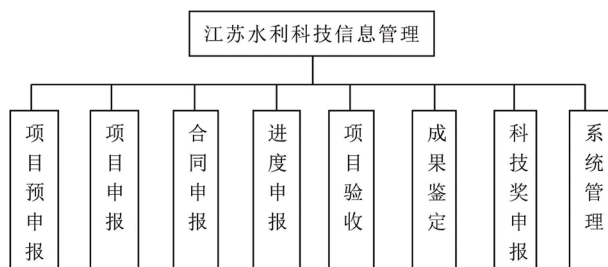 江苏水利科技信息管理
项目预申报
项目申报
合同申报
进度申报
项目验收
成果鉴定
科技奖申报
系统管理